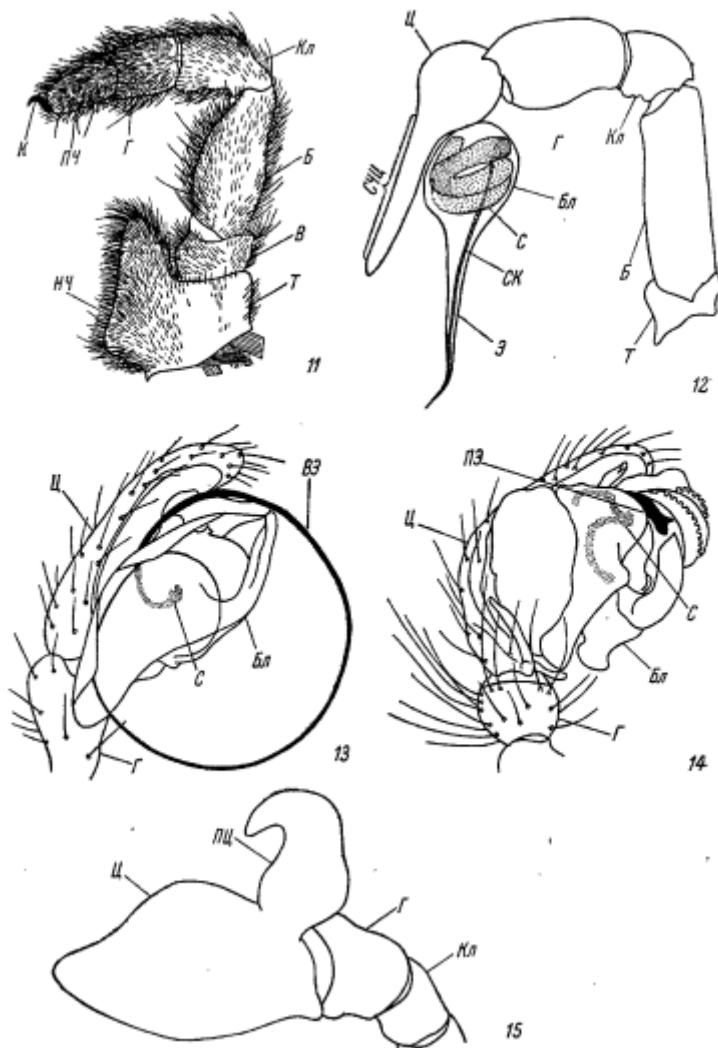 Кл
К
ПЧ
Г
Б
В
НЧ
Т
11
Ц
СЧЦ
Г
Кл
Бл
С
Б
СК
Э
Т
12
Ц
ВЭ
С
Бл
Г
13
ПЭ
Ц
С
Бл
Г
14
ПЦ
Ц
Г
Кл
15